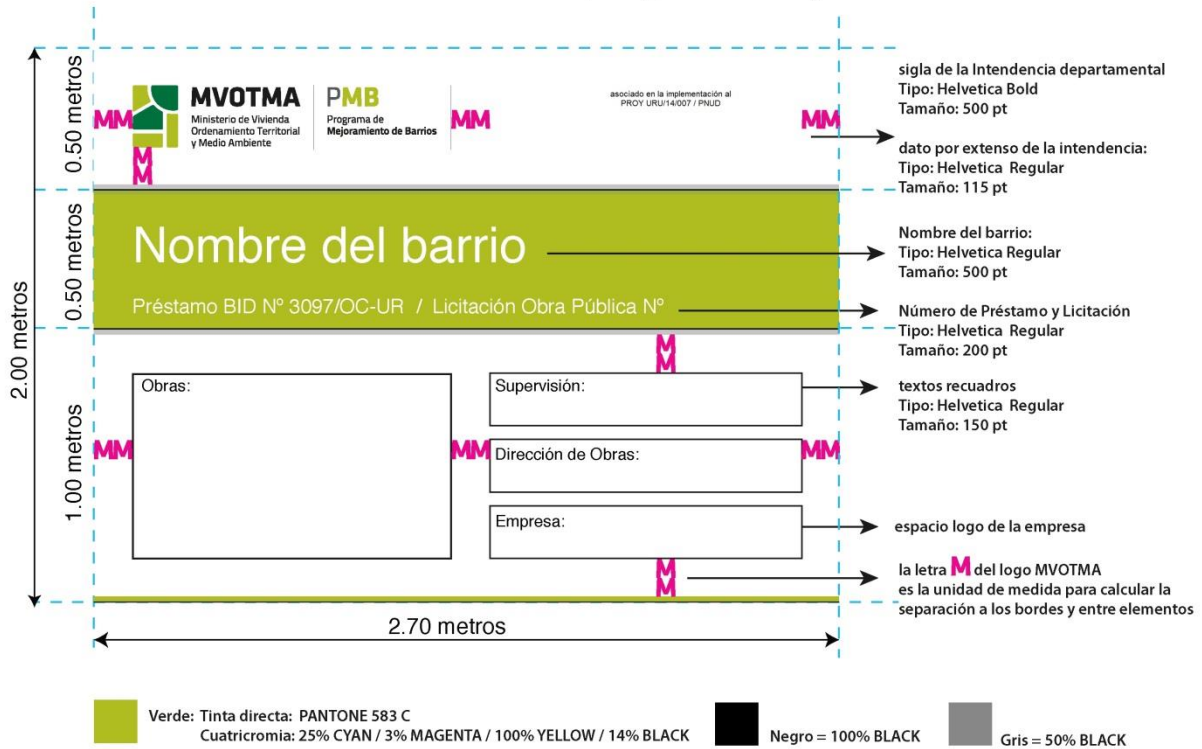 0.50 metros
0.50 metros
1.00 metros
2.00 metros
2.70 metros
MVOTMA
Ministerio de Vivienda
Ordenamiento Territorial
y Medio Ambiente
PMB
Programa de
Mejoramiento de Barrios
asociado en la implementación al
PROY URU/14/007 / PNUD
MM
MM
MM
M
M
Nombre del barrio
Préstamo BID Nº 3097/OC-UR / Licitación Obra Pública Nº
M
M
Obras:
Supervisión:
MM
MM
Dirección de Obras:
MM
Empresa:
M
M
sigla de la Intendencia departamental
Tipo: Helvetica Bold
Tamaño: 500 pt
dato por extenso de la intendencia:
Tipo: Helvetica Regular
Tamaño: 115 pt
Nombre del barrio:
Tipo: Helvetica Regular
Tamaño: 500 pt
Número de Préstamo y Licitación
Tipo: Helvetica Regular
Tamaño: 200 pt
textos recuadros
Tipo: Helvetica Regular
Tamaño: 150 pt
espacio logo de la empresa
la letra M del logo MVOTMA
es la unidad de medida para calcular la
separación a los bordes y entre elementos
Verde: Tinta directa: PANTONE 583 C
Cuatricromia: 25% CYAN / 3% MAGENTA / 100% YELLOW / 14% BLACK
Negro = 100% BLACK
Gris = 50% BLACK